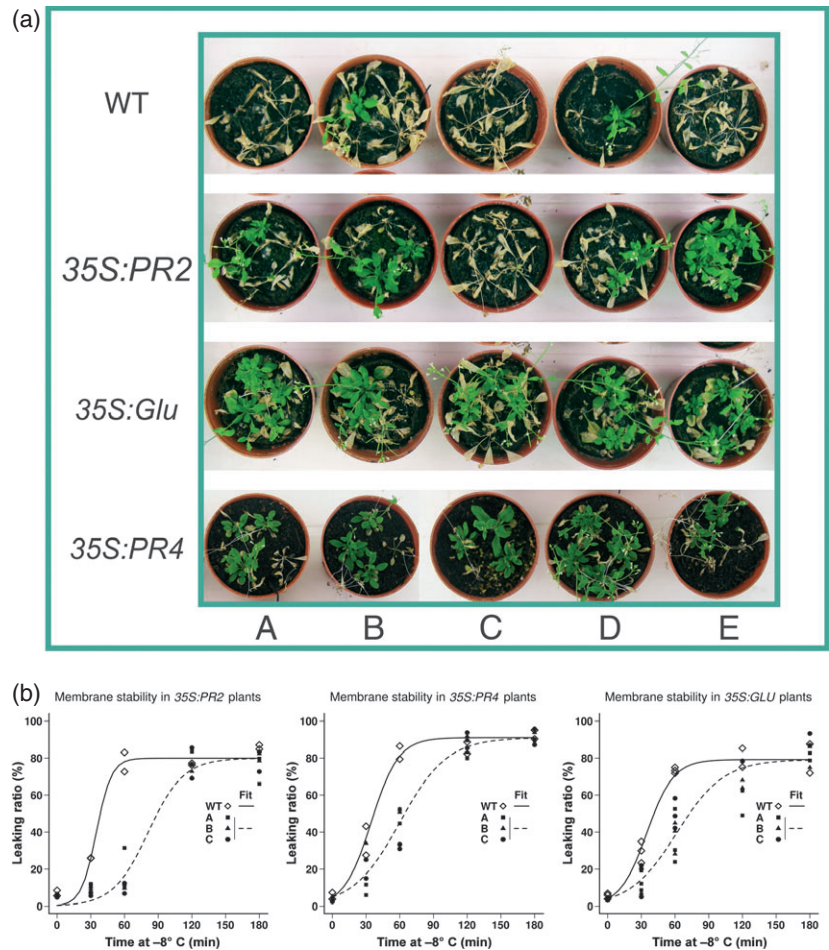 (a)
WT
35S:PR2
35S:Glu
35S:PR4
A B C D E
(b)
Membrane stability in 35S:PR2 plants
100
80
60
40
20
0
Leaking ratio (%)
Fit
WT
A
B
C
0 30 60 90 120 150 180
Time at –8° C (min)
Membrane stability in 35S:PR4 plants
100
80
60
40
20
0
Leaking ratio (%)
Fit
WT
A
B
C
0 30 60 90 120 150 180
Time at –8° C (min)
Membrane stability in 35S:GLU plants
100
80
60
40
20
0
Leaking ratio (%)
Fit
WT
A
B
C
0 30 60 90 120 150 180
Time at –8° C (min)